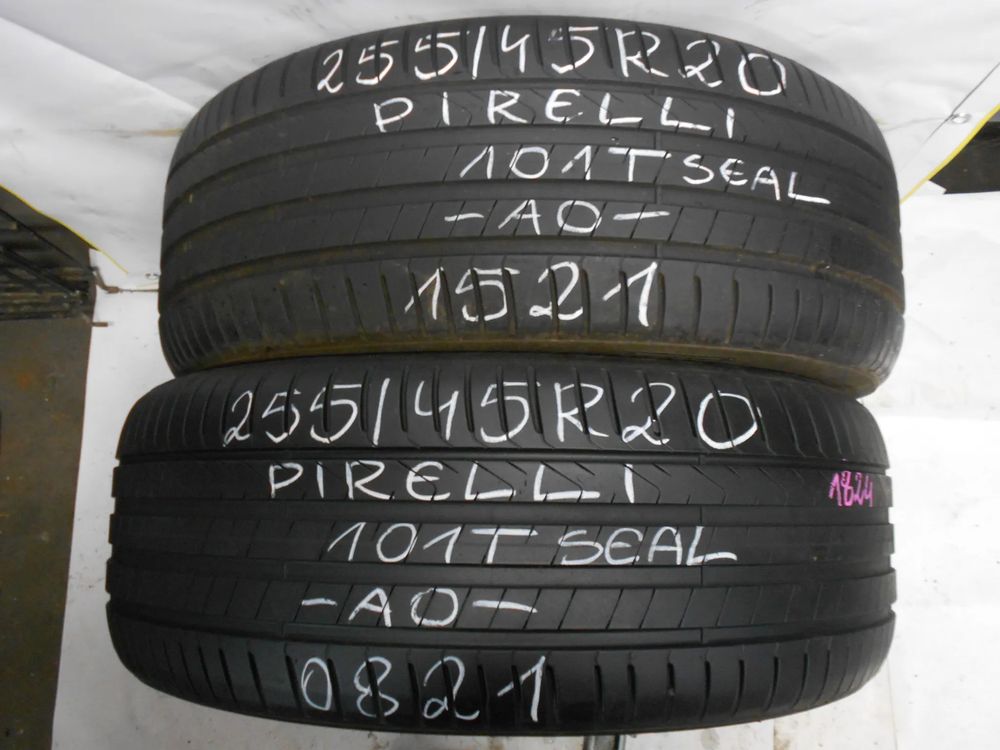 255/45R20
PIRELLI
101T SEAL
-AO-
1521
255/45R20
PIRELLI
1824
101T SEAL
-AO-
0821